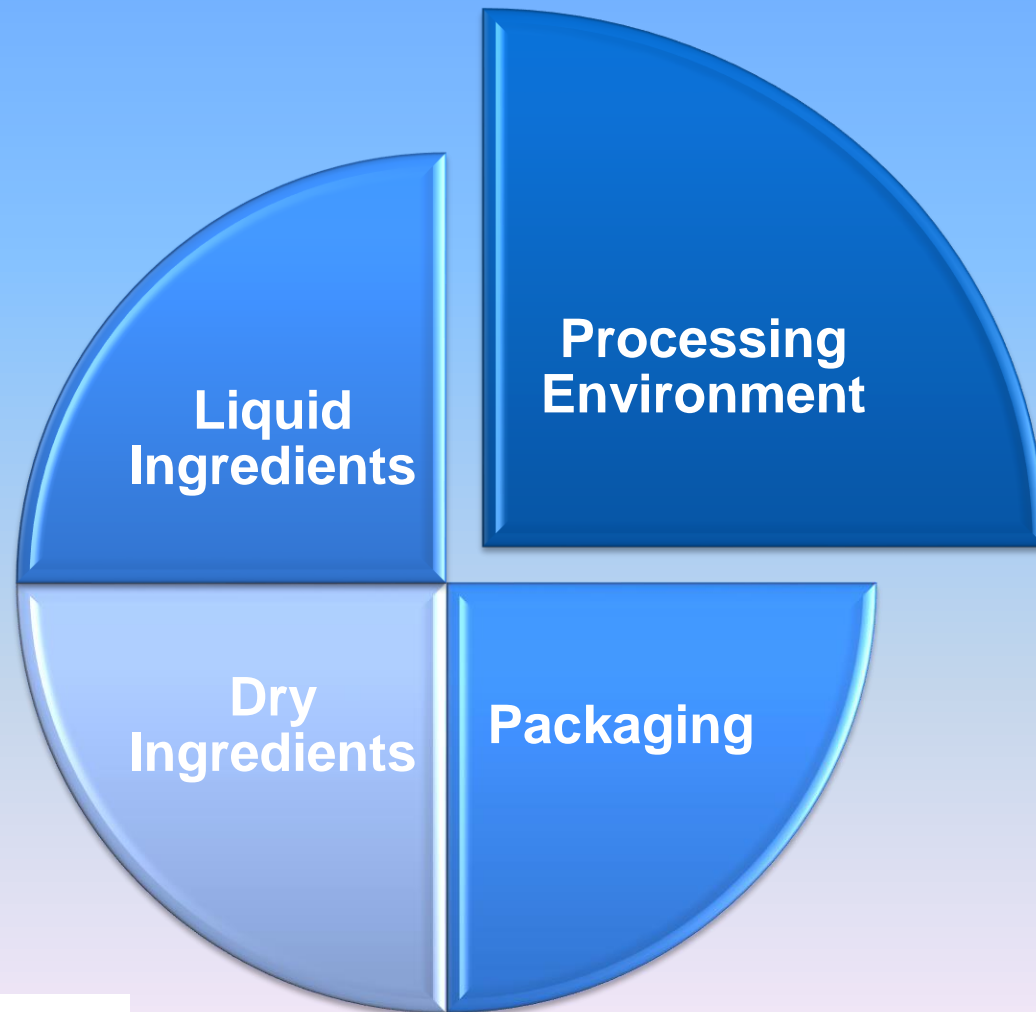 Processing
Environment
Liquid
Ingredients
Dry
Ingredients
Packaging